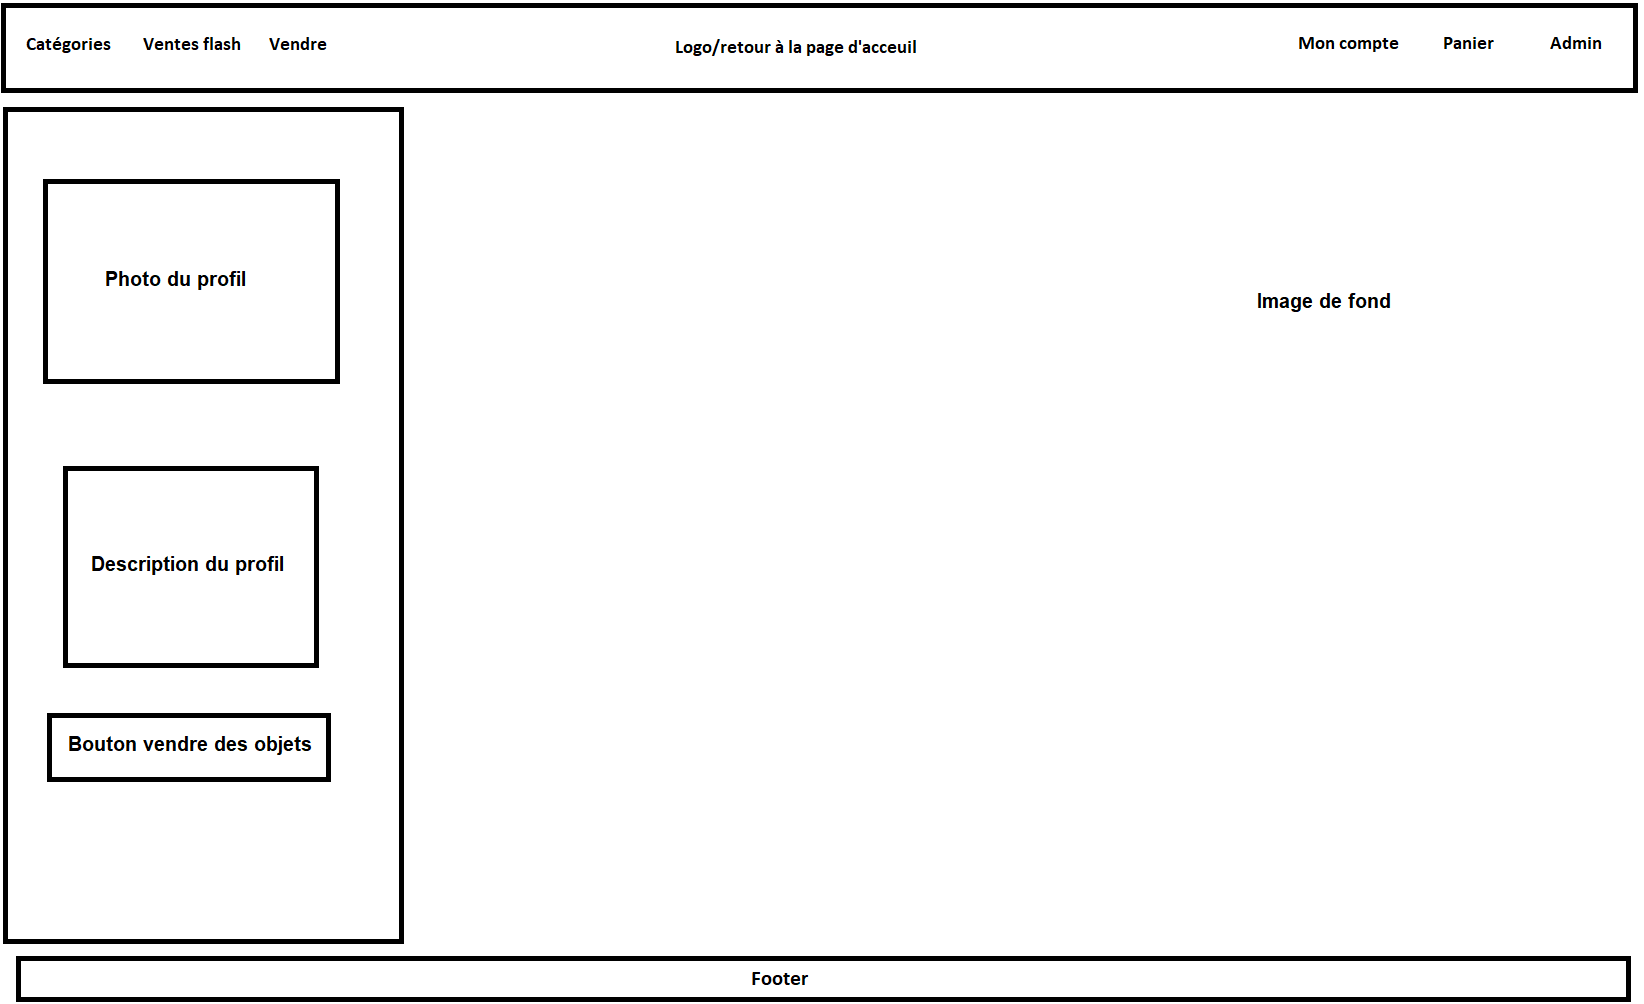 Catégories
Ventes flash
Vendre
Logo/retour à la page d'acceuil
Mon compte
Panier
Admin
Photo du profil
Image de fond
Description du profil
Bouton vendre des objets
Footer